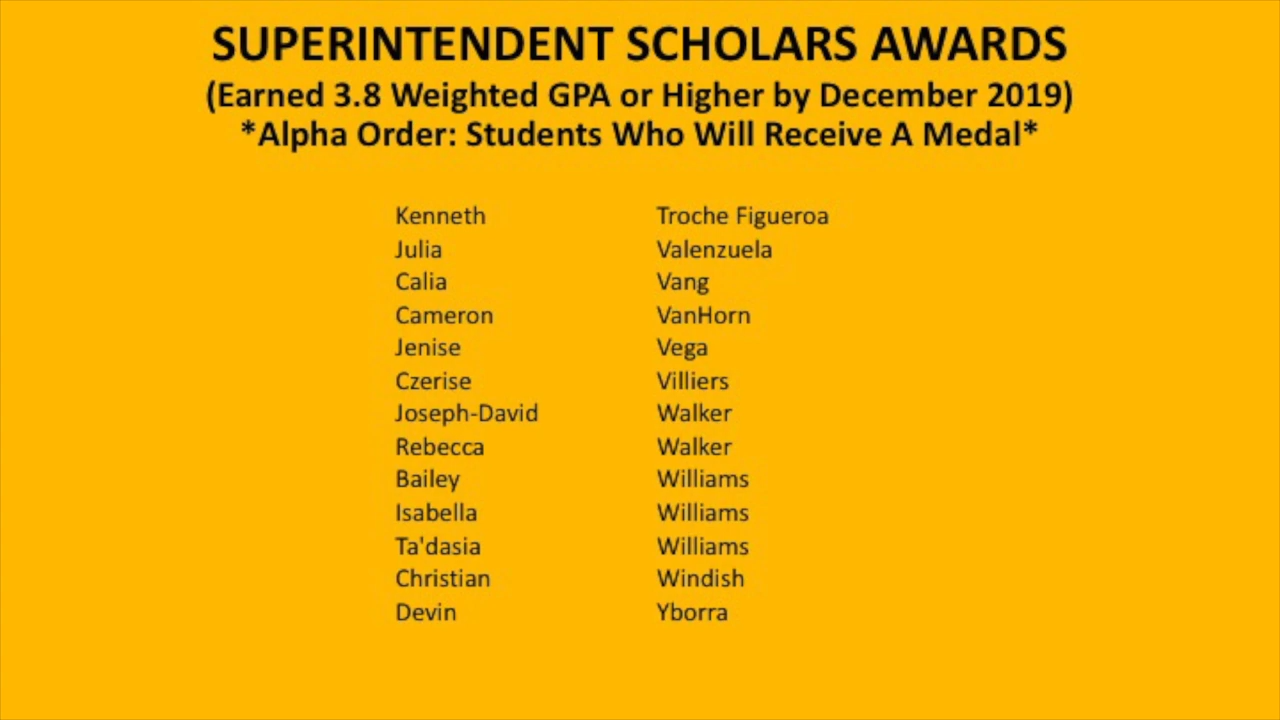 SUPERINTENDENT SCHOLARS AWARDS
(Earned 3.8 Weighted GPA or Higher by December 2019)
*Alpha Order: Students Who Will Receive A Medal*
Kenneth Troche Figueroa
Julia Valenzuela
Calia Vang
Cameron VanHorn
Jenise Vega
Czerise Villiers
Joseph-David Walker
Rebecca Walker
Bailey Williams
Isabella Williams
Ta'dasia Williams
Christian Windish
Devin Yborra